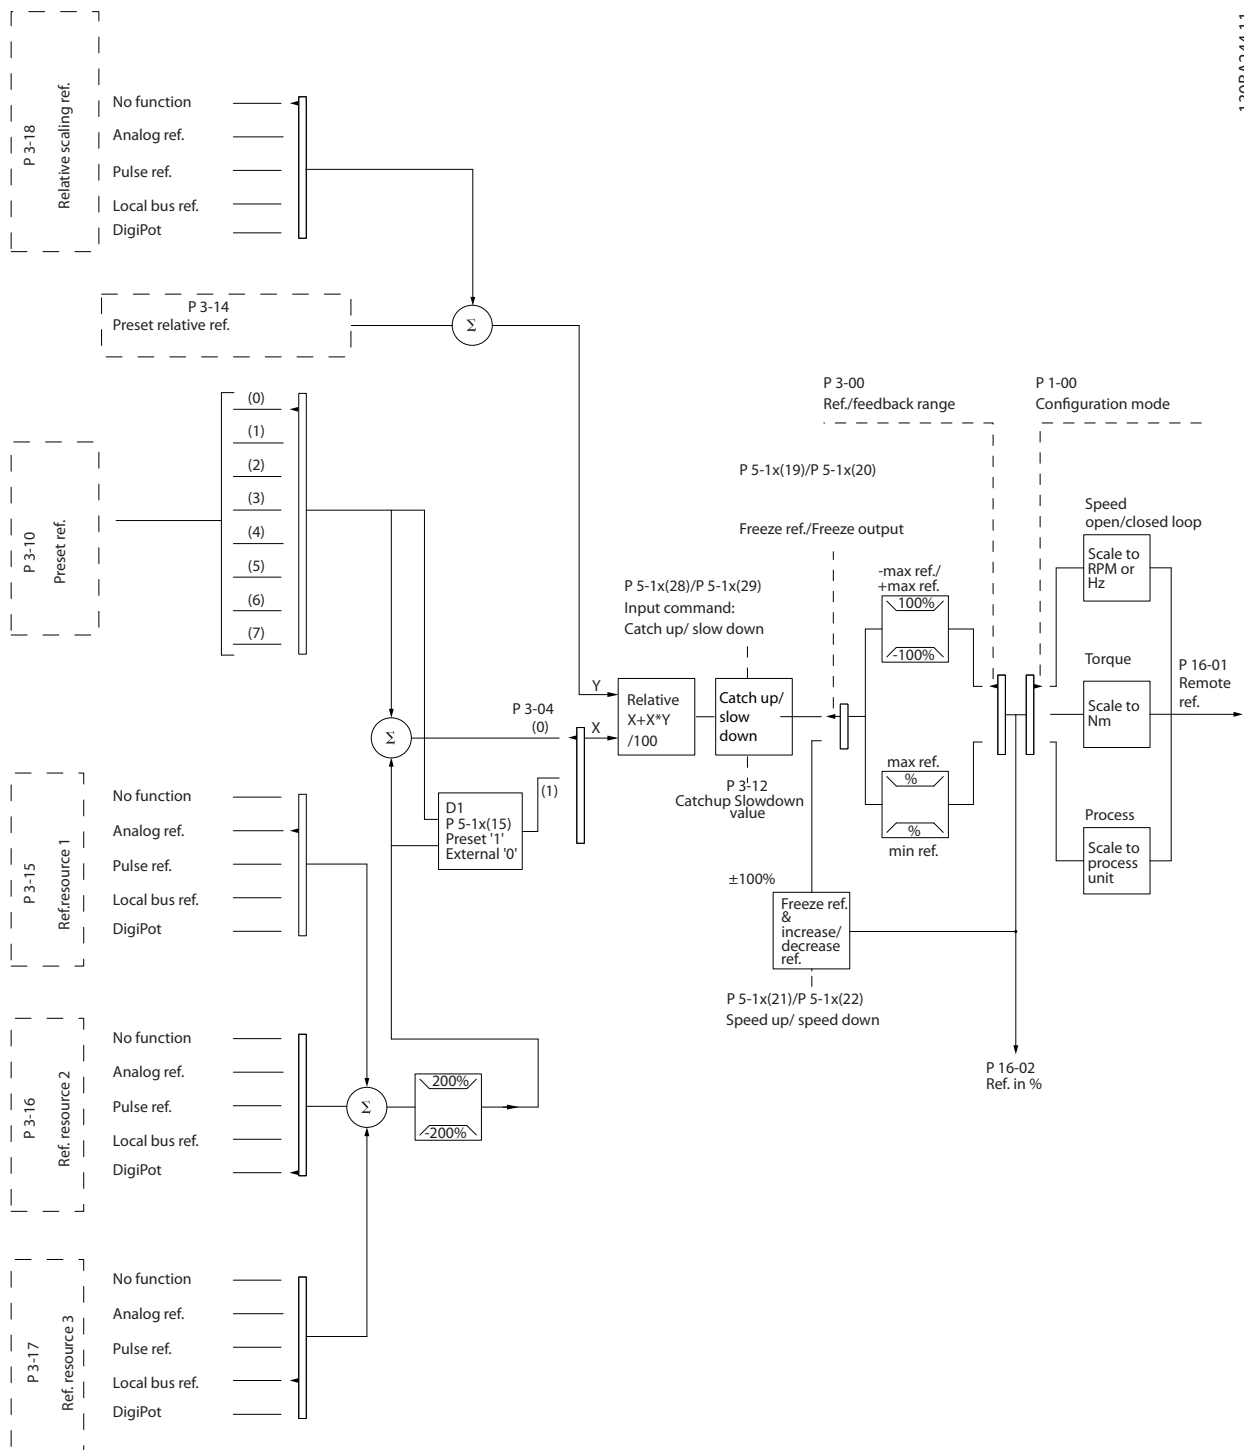 130BA244.11
P 3-18
Relative scaling ref.
No function
Analog ref.
Pulse ref.
Local bus ref.
DigiPot
Σ
P 3-14
Preset relative ref.
P 3-10
Preset ref.
(0)
(1)
(2)
(3)
(4)
(5)
(6)
(7)
P 3-00
Ref./feedback range
P 1-00
Configuration mode
P 5-1x(19)/P 5-1x(20)
Freeze ref./Freeze output
P 5-1x(28)/P 5-1x(29)
Input command:
Catch up/ slow down
-max ref./
+max ref.
100%
-100%
Speed
open/closed loop
Scale to
RPM or
Hz
Torque
Scale to
Nm
P 16-01
Remote
ref.
Y
X
Relative
X+X*Y
/100
Catch up/
slow
down
P 3-12
Catchup Slowdown
value
P 3-04
(0)
(1)
Σ
D1
P 5-1x(15)
Preset '1'
External '0'
max ref.
%
%
min ref.
Process
Scale to
process
unit
±100%
Freeze ref.
&
increase/
decrease
ref.
P 5-1x(21)/P 5-1x(22)
Speed up/ speed down
P 16-02
Ref. in %
P 3-15
Ref.resource 1
No function
Analog ref.
Pulse ref.
Local bus ref.
DigiPot
P 3-16
Ref. resource 2
No function
Analog ref.
Pulse ref.
Local bus ref.
DigiPot
Σ
200%
-200%
P 3-17
Ref. resource 3
No function
Analog ref.
Pulse ref.
Local bus ref.
DigiPot